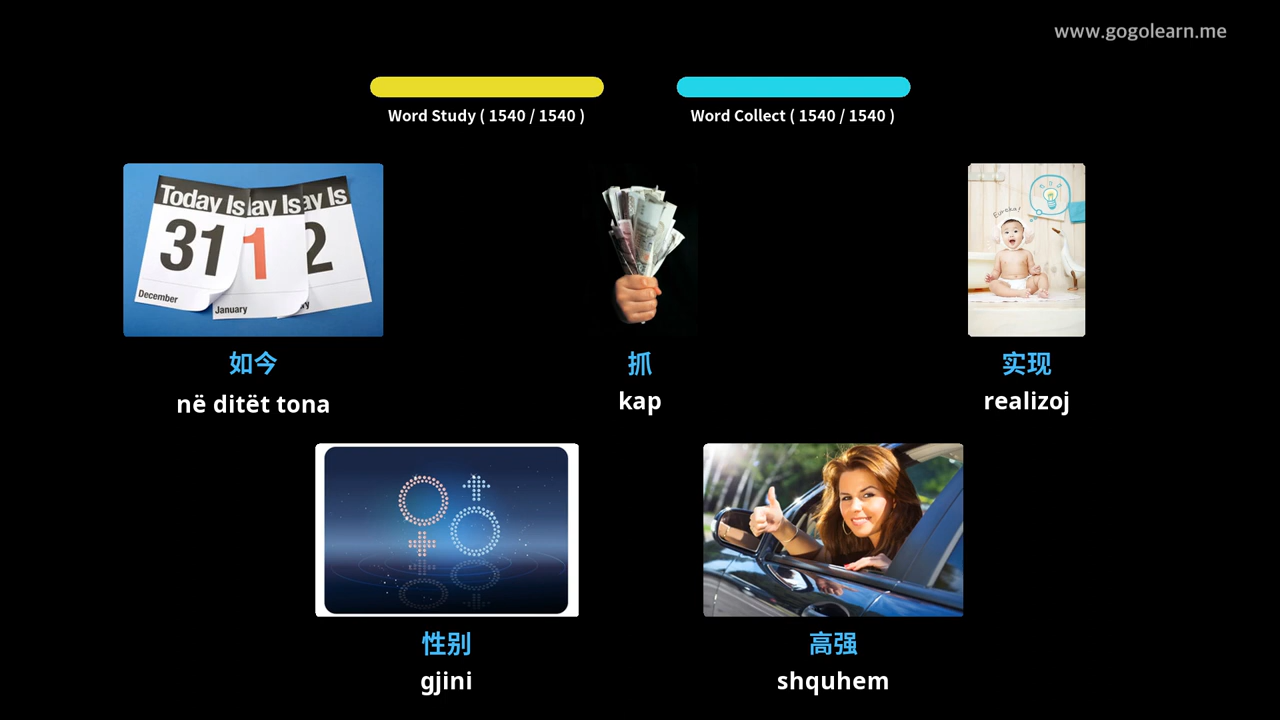 www.gogolearn.me
Word Study ( 1540 / 1540 )
Word Collect ( 1540 / 1540 )
Today Is
ay Is
ay Is
31
1
2
December
January
Eureka!
如今
抓
实现
në ditët tona
kap
realizoj
性别
高强
gjini
shquhem